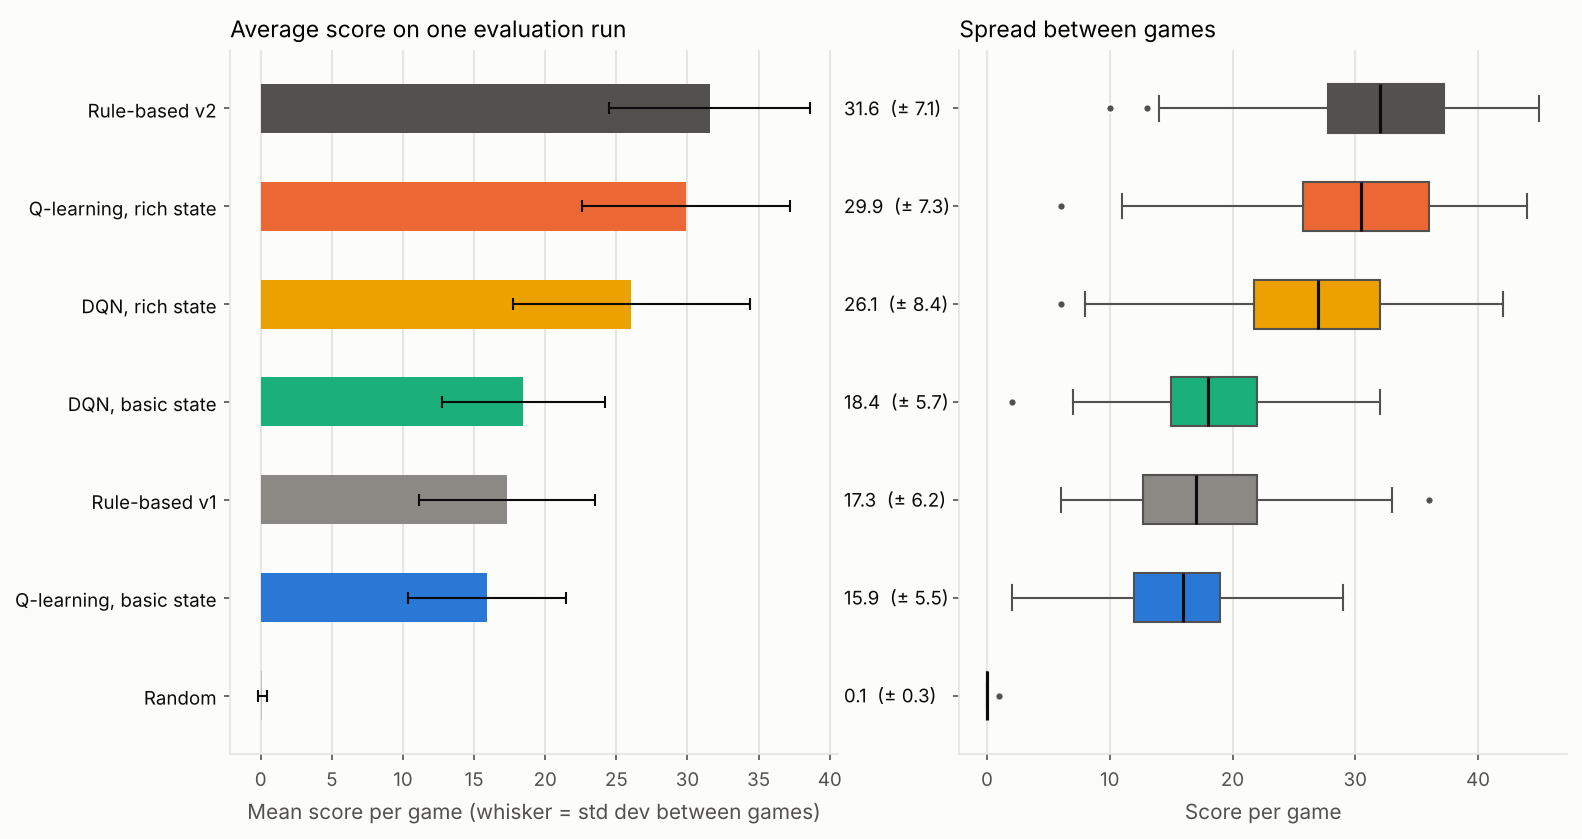 Average score on one evaluation run
Rule-based v2
Q-learning, rich state
DQN, rich state
DQN, basic state
Rule-based v1
Q-learning, basic state
Random
31.6 (± 7.1)
29.9 (± 7.3)
26.1 (± 8.4)
18.4 (± 5.7)
17.3 (± 6.2)
15.9 (± 5.5)
0.1 (± 0.3)
0 5 10 15 20 25 30 35 40
Mean score per game (whisker = std dev between games)
Spread between games
0 10 20 30 40
Score per game